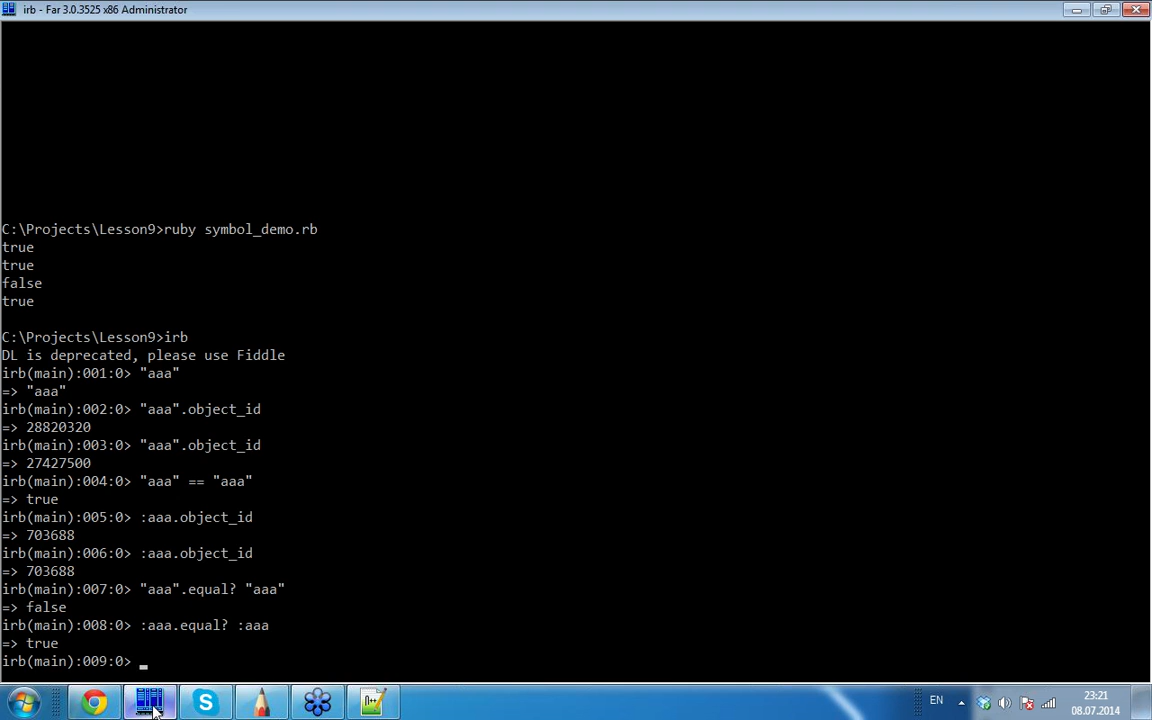 irb - Far 3.0.3525 x86 Administrator
C:\Projects\Lesson9>ruby symbol_demo.rb
true
true
false
true
C:\Projects\Lesson9>irb
DL is deprecated, please use Fiddle
irb(main):001:0> "aaa"
=> "aaa"
irb(main):002:0> "aaa".object_id
=> 28820320
irb(main):003:0> "aaa".object_id
=> 27427500
irb(main):004:0> "aaa" == "aaa"
=> true
irb(main):005:0> :aaa.object_id
=> 703688
irb(main):006:0> :aaa.object_id
=> 703688
irb(main):007:0> "aaa".equal? "aaa"
=> false
irb(main):008:0> :aaa.equal? :aaa
=> true
irb(main):009:0> _
EN
23:21
08.07.2014